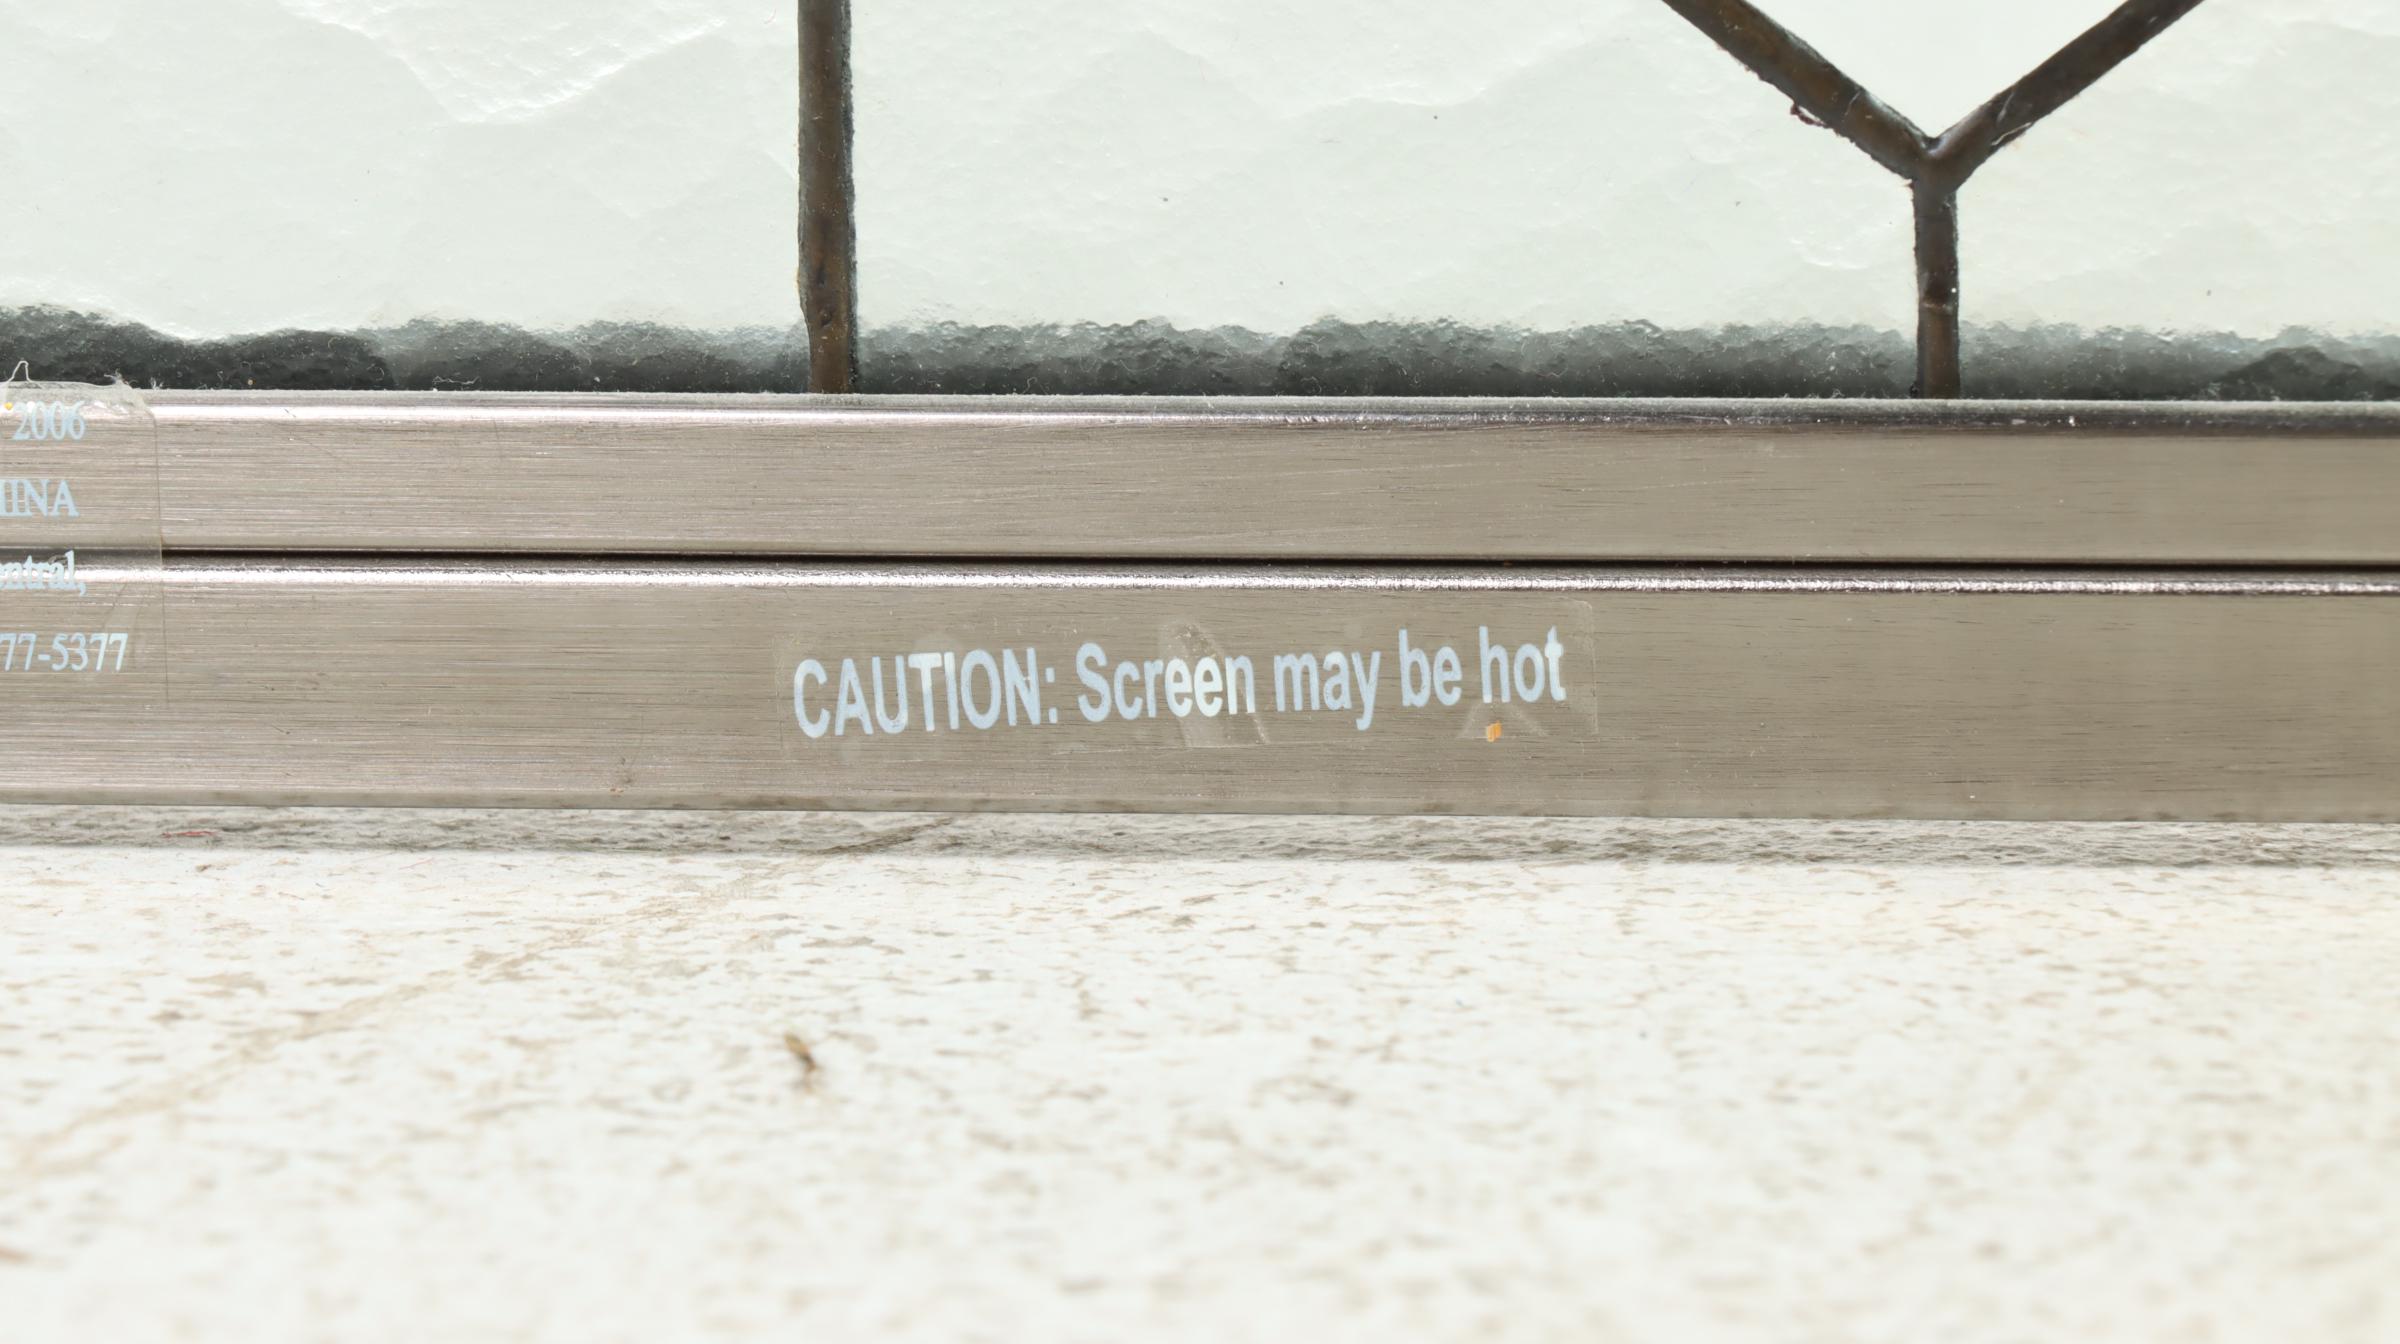 2006
HINA
entral,
77-5377
CAUTION: Screen may be hot